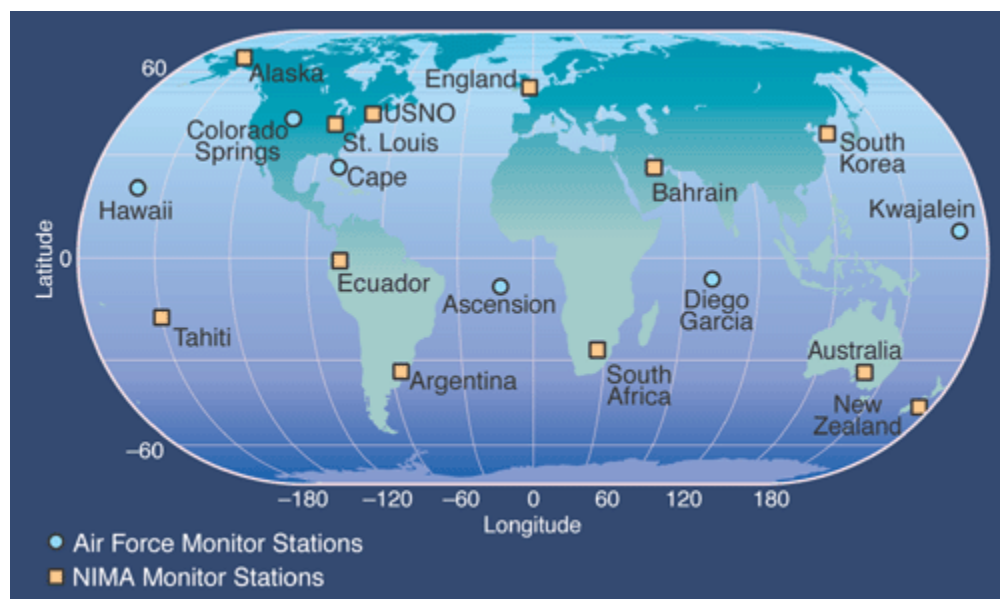 60
Alaska
England
USNO
Colorado
Springs
St. Louis
South
Korea
Cape
Bahrain
Hawaii
Kwajalein
Latitude
0
Ecuador
Ascension
Diego
Garcia
Tahiti
Australia
Argentina
South
Africa
New
Zealand
–60
–180 –120 –60 0 60 120 180
Longitude
Air Force Monitor Stations
NIMA Monitor Stations